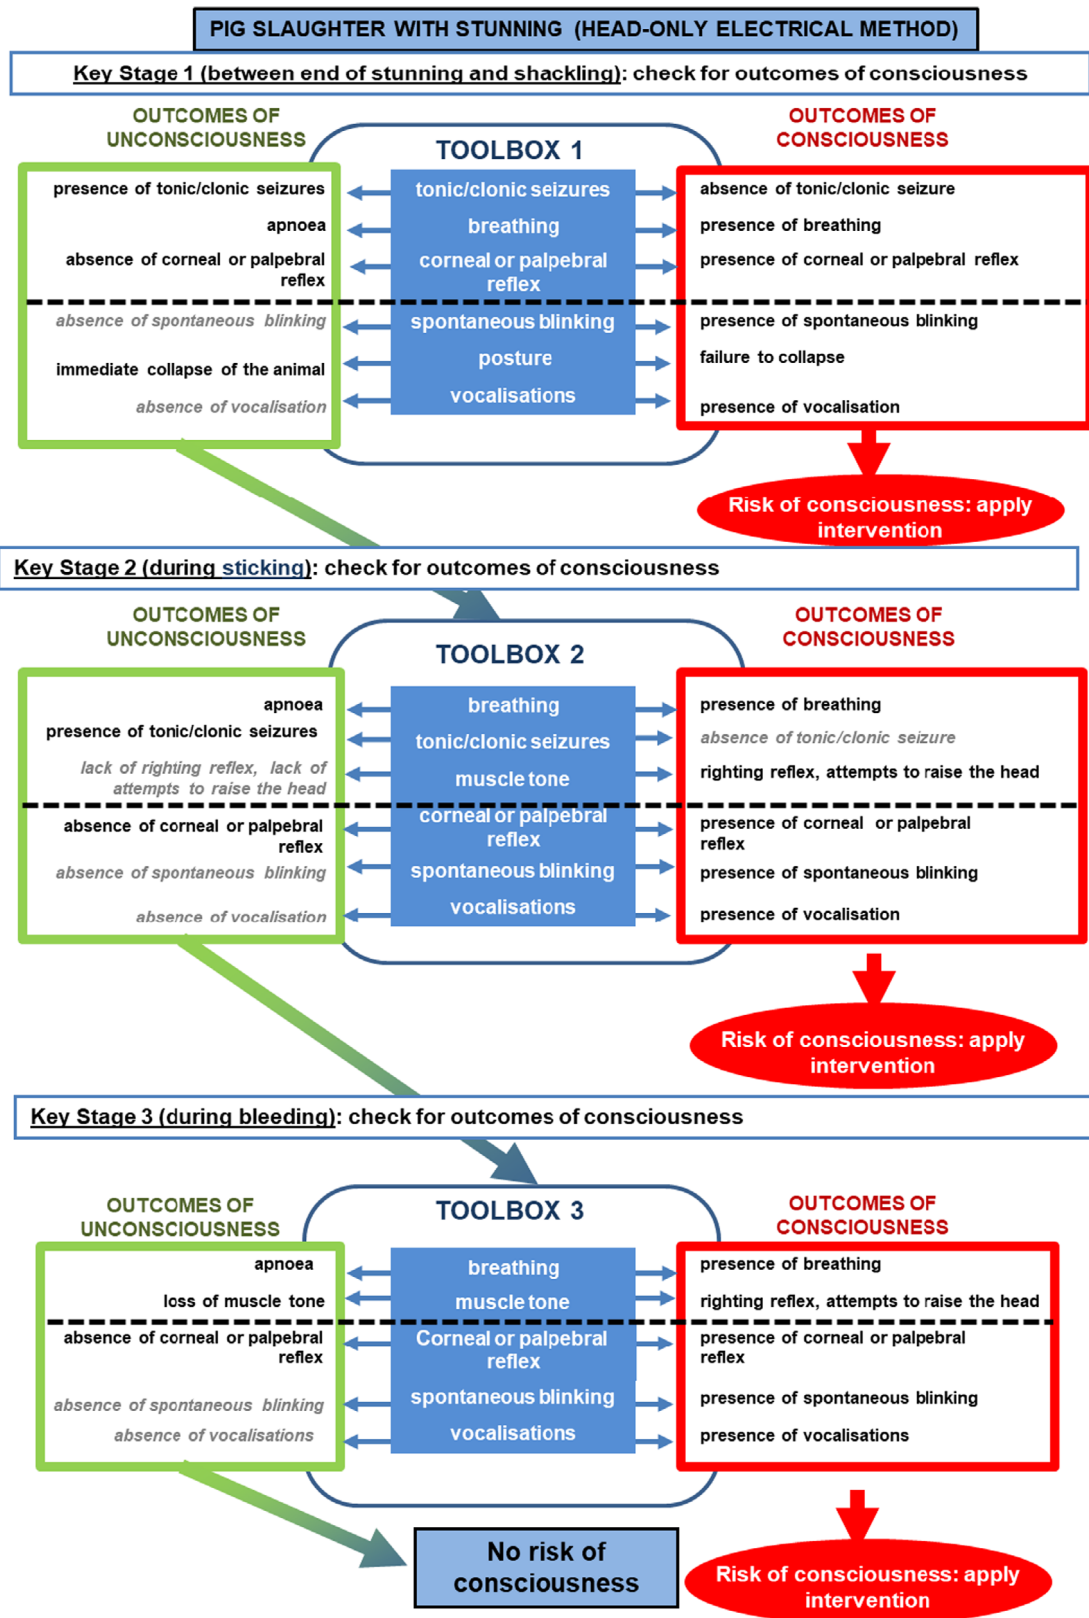 PIG SLAUGHTER WITH STUNNING (HEAD-ONLY ELECTRICAL METHOD)
Key Stage 1 (between end of stunning and shackling): check for outcomes of consciousness
OUTCOMES OF
UNCONSCIOUSNESS
TOOLBOX 1
OUTCOMES OF
CONSCIOUSNESS
presence of tonic/clonic seizures
tonic/clonic seizures
absence of tonic/clonic seizure
apnoea
breathing
presence of breathing
absence of corneal or palpebral
reflex
corneal or palpebral
reflex
presence of corneal or palpebral reflex
absence of spontaneous blinking
spontaneous blinking
presence of spontaneous blinking
immediate collapse of the animal
posture
failure to collapse
absence of vocalisation
vocalisations
presence of vocalisation
Risk of consciousness: apply
intervention
Key Stage 2 (during sticking): check for outcomes of consciousness
OUTCOMES OF
UNCONSCIOUSNESS
TOOLBOX 2
OUTCOMES OF
CONSCIOUSNESS
apnoea
breathing
presence of breathing
presence of tonic/clonic seizures
tonic/clonic seizures
absence of tonic/clonic seizure
lack of righting reflex, lack of
attempts to raise the head
muscle tone
righting reflex, attempts to raise the head
absence of corneal or palpebral
reflex
corneal or palpebral
reflex
presence of corneal or palpebral
reflex
absence of spontaneous blinking
spontaneous blinking
presence of spontaneous blinking
absence of vocalisation
vocalisations
presence of vocalisation
Risk of consciousness: apply
intervention
Key Stage 3 (during bleeding): check for outcomes of consciousness
OUTCOMES OF
UNCONSCIOUSNESS
TOOLBOX 3
OUTCOMES OF
CONSCIOUSNESS
apnoea
breathing
presence of breathing
loss of muscle tone
muscle tone
righting reflex, attempts to raise the head
absence of corneal or palpebral
reflex
Corneal or palpebral
reflex
presence of corneal or palpebral
reflex
absence of spontaneous blinking
spontaneous blinking
presence of spontaneous blinking
absence of vocalisations
vocalisations
presence of vocalisations
No risk of
consciousness
Risk of consciousness: apply
intervention